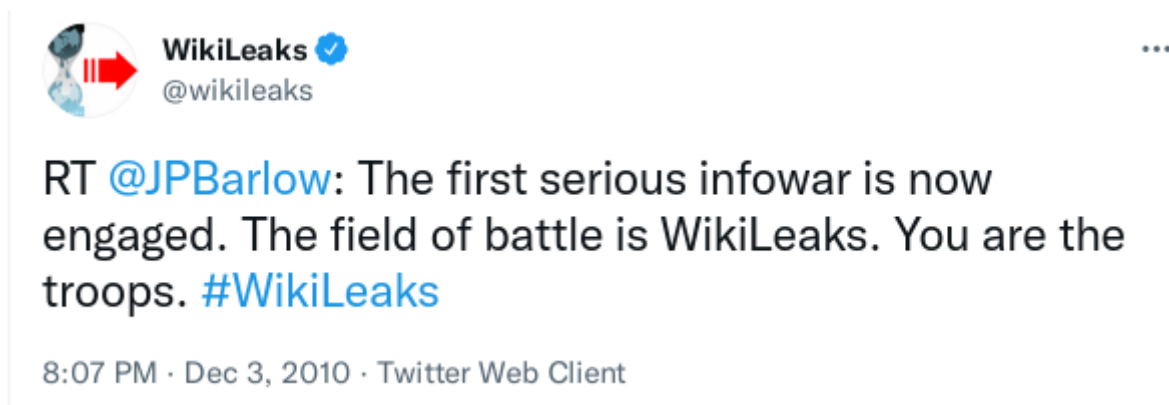 WikiLeaks
@wikileaks
RT @JPBarlow: The first serious infowar is now
engaged. The field of battle is WikiLeaks. You are the
troops. #WikiLeaks
8:07 PM · Dec 3, 2010 · Twitter Web Client